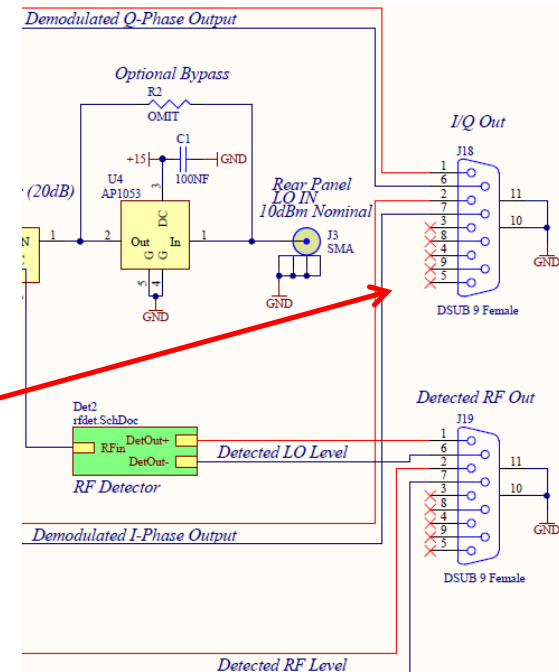 Demodulated Q-Phase Output
Optional Bypass
R2
OMIT
I/Q Out
J18
C1
+15
GND
100NF
U4
AP1053
(20dB)
3
DC
Out
In
G
G
1
2
1
5
4
GND
Rear Panel
LO IN
10dBm Nominal
J3
SMA
GND
1
6
2
7
3
8
4
9
5
11
10
GND
DSUB 9 Female
Detected RF Out
J19
Det2
rfdet.SchDoc
RFin
DetOut+
DetOut-
RF Detector
Detected LO Level
1
6
2
7
3
8
4
9
5
11
10
GND
DSUB 9 Female
Demodulated I-Phase Output
Detected RF Level